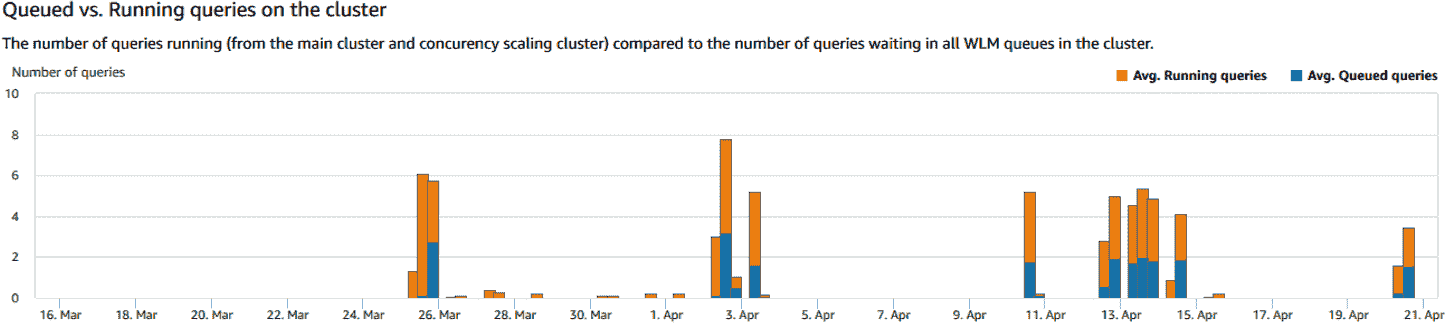 Queued vs. Running queries on the cluster
The number of queries running (from the main cluster and concurency scaling cluster) compared to the number of queries waiting in all WLM queues in the cluster.
Number of queries
Avg. Running queries Avg. Queued queries
10
8
6
4
2
0
16. Mar 18. Mar 20. Mar 22. Mar 24. Mar 26. Mar 28. Mar 30. Mar 1. Apr 3. Apr 5. Apr 7. Apr 9. Apr 11. Apr 13. Apr 15. Apr 17. Apr 19. Apr 21. Apr